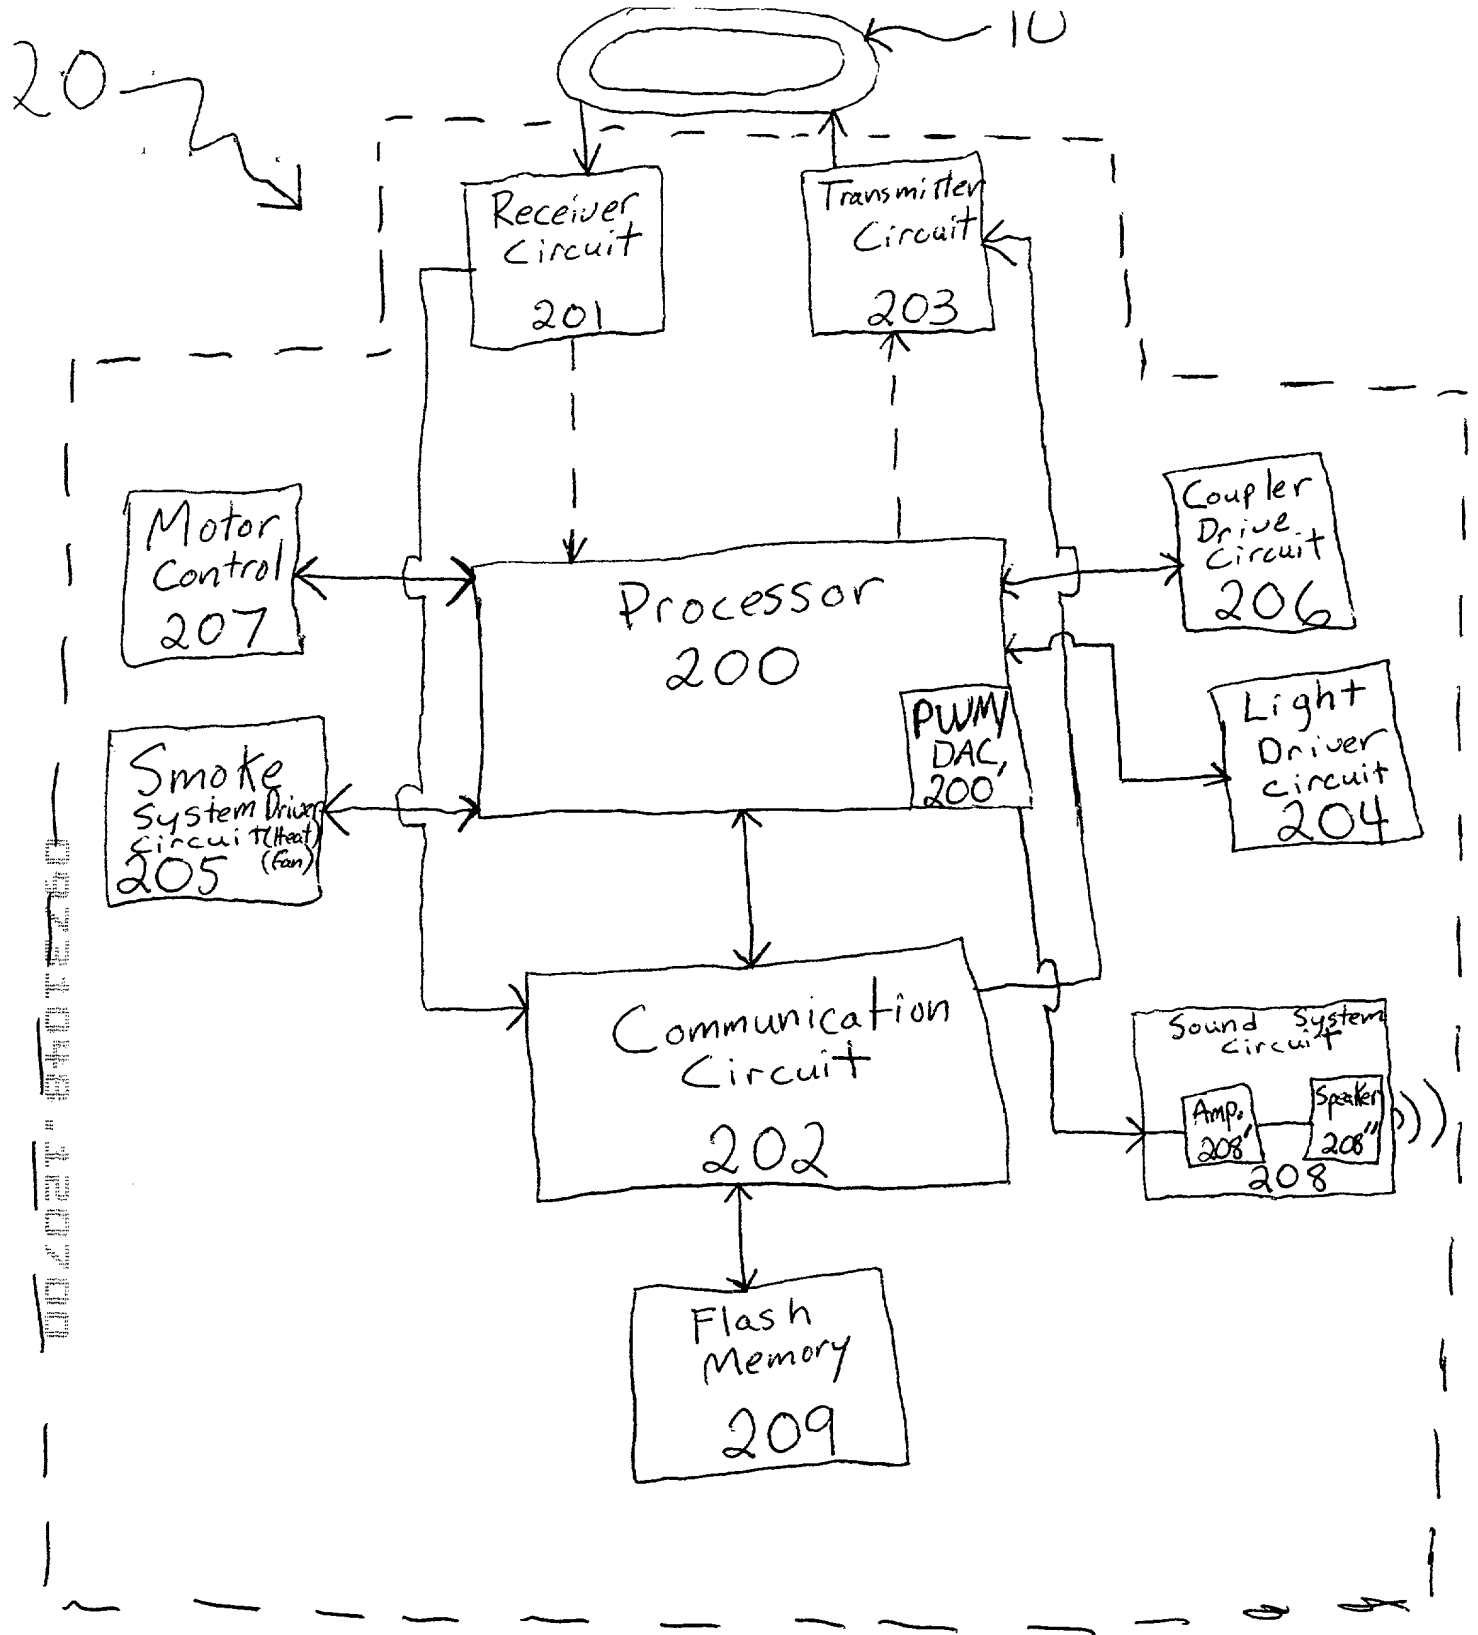 10
20
Receiver
Circuit
201
Transmitter
Circuit
203
Motor
Control
207
Processor
200
PWM/
DAC,
200'
Coupler
Drive
Circuit
206
Light
Driver
Circuit
204
Smoke
System Driver
Circuit (Heat)
(Fan)
205
Communication
Circuit
202
Sound System
Circuit
Amp.
208'
Speaker
208"
208
Flash
Memory
209